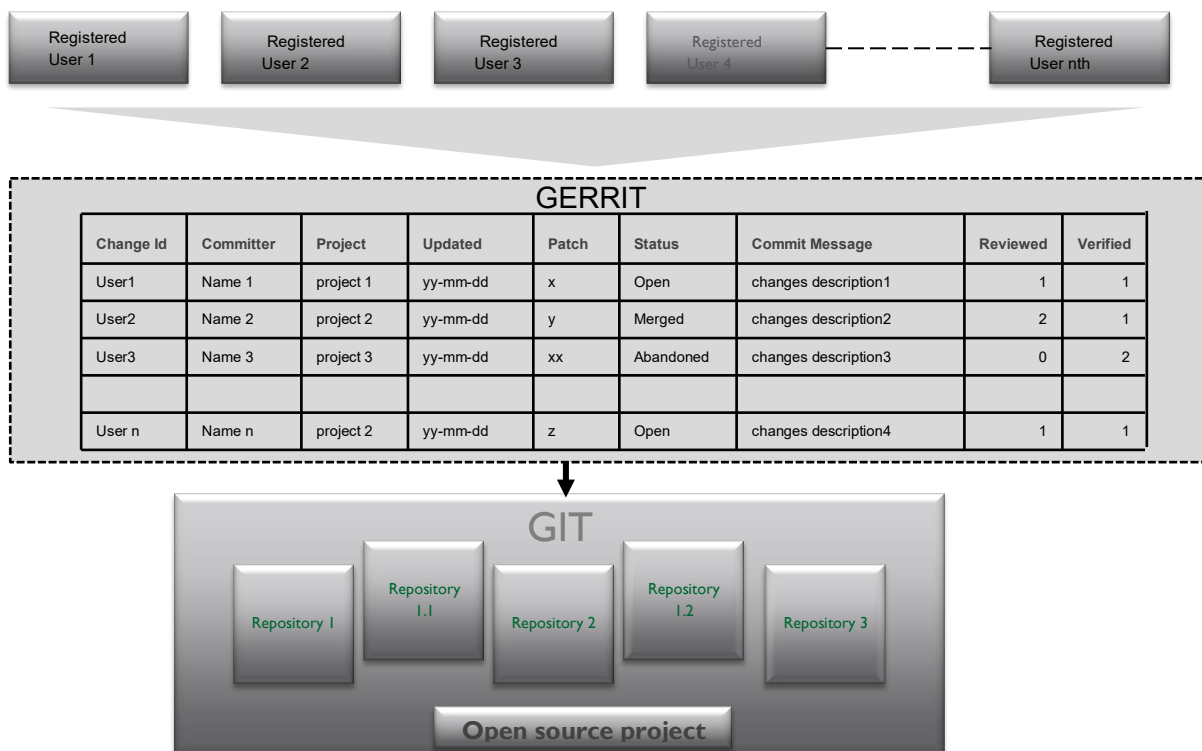 Registered
User 1
Registered
User 2
Registered
User 3
Registered
User 4
Registered
User nth
GERRIT
Change Id Committer Project Updated Patch Status Commit Message Reviewed Verified
User1 Name 1 project 1 yy-mm-dd x Open changes description1 1 1
User2 Name 2 project 2 yy-mm-dd y Merged changes description2 2 1
User3 Name 3 project 3 yy-mm-dd xx Abandoned changes description3 0 2
User n Name n project 2 yy-mm-dd z Open changes description4 1 1
GIT
Repository 1
Repository
1.1
Repository 2
Repository
1.2
Repository 3
Open source project